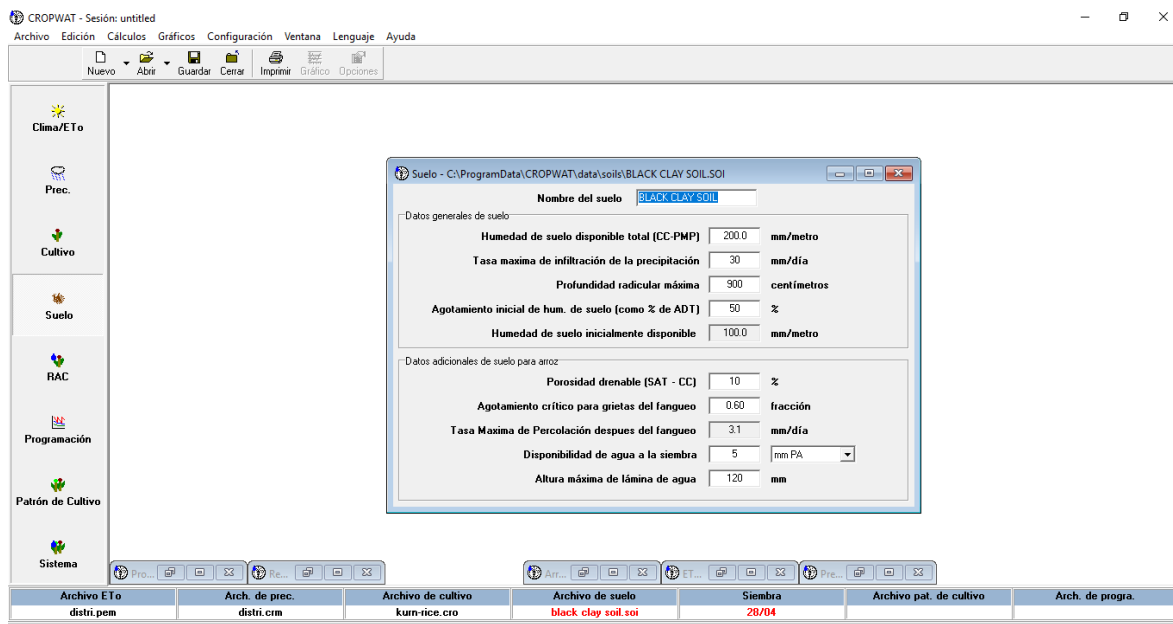 CROPWAT - Sesión: untitled
Archivo Edición Cálculos Gráficos Configuración Ventana Lenguaje Ayuda
Nuevo Abrir Guardar Cerrar Imprimir Gráfico Opciones
Clima/ETo
Prec.
Cultivo
Suelo
RAC
Programación
Patrón de Cultivo
Sistema
Suelo - C:\ProgramData\CROPWAT\data\soils\BLACK CLAY SOIL.SOI
Nombre del suelo BLACK CLAY SOIL
Datos generales de suelo
Humedad de suelo disponible total (CC-PMP) 200.0 mm/metro
Tasa maxima de infiltración de la precipitación 30 mm/día
Profundidad radicular máxima 900 centímetros
Agotamiento inicial de hum. de suelo (como % de ADT) 50 %
Humedad de suelo inicialmente disponible 100.0 mm/metro
Datos adicionales de suelo para arroz
Porosidad drenable (SAT - CC) 10 %
Agotamiento crítico para grietas del fangueo 0.60 fracción
Tasa Maxima de Percolación despues del fangueo 3.1 mm/día
Disponibilidad de agua a la siembra 5 mm PA
Altura máxima de lámina de agua 120 mm
Pro... Re... Arr... ET... Pre...
Archivo ETo Arch. de prec. Archivo de cultivo Archivo de suelo Siembra Archivo pat. de cultivo Arch. de progra.
distri.pem distri.crm kurn-rice.cro black clay soil.soi 28/04